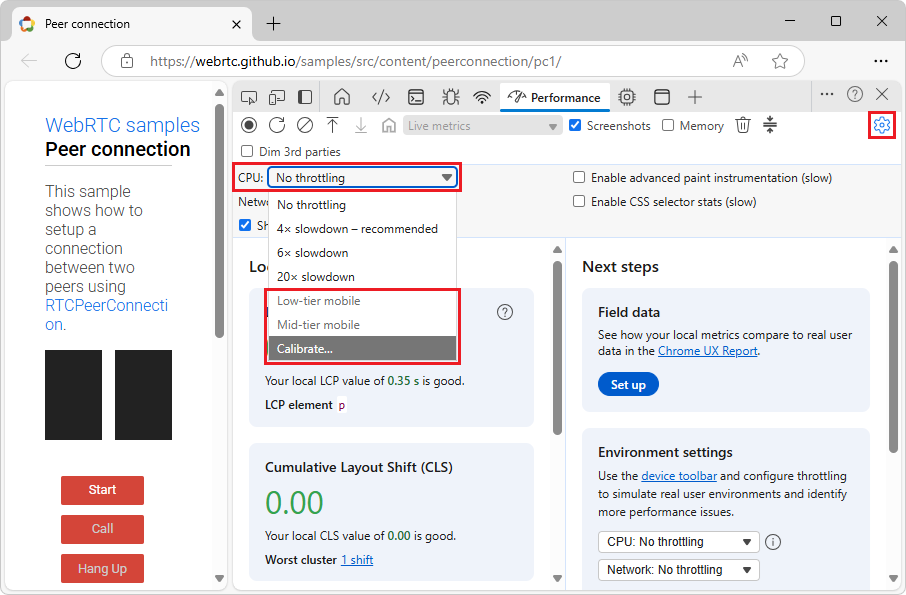 Peer connection
https://webrtc.github.io/samples/src/content/peerconnection/pc1/
WebRTC samples
Peer connection
This sample
shows how to
setup a
connection
between two
peers using
RTCPeerConnecti
on.
Start
Call
Hang Up
Performance
Live metrics
Screenshots
Memory
Dim 3rd parties
CPU: No throttling
Enable advanced paint instrumentation (slow)
Enable CSS selector stats (slow)
No throttling
4× slowdown – recommended
6× slowdown
20× slowdown
Low-tier mobile
Mid-tier mobile
Calibrate...
Your local LCP value of 0.35 s is good.
LCP element p
Cumulative Layout Shift (CLS)
0.00
Your local CLS value of 0.00 is good.
Worst cluster 1 shift
Next steps
Field data
See how your local metrics compare to real user
data in the Chrome UX Report.
Set up
Environment settings
Use the device toolbar and configure throttling
to simulate real user environments and identify
more performance issues.
CPU: No throttling
Network: No throttling